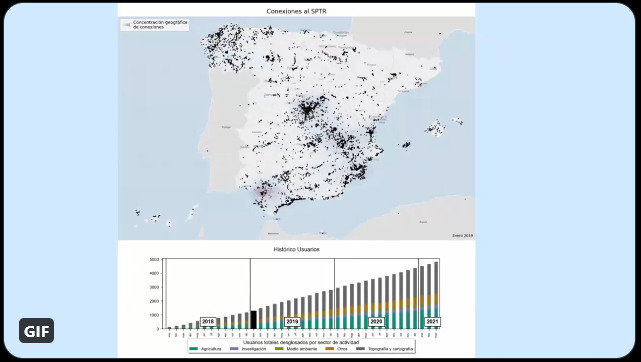 Conexiones al SPTR
Concentración geográfica
de conexiones
Enero 2019
Histórico Usuarios
5000
4000
3000
2000
1000
0
2018
2019
2020
2021
Usuarios totales desglosados por sector de actividad
Agricultura
Investigación
Medio ambiente
Otros
Topografía y cartografía
GIF